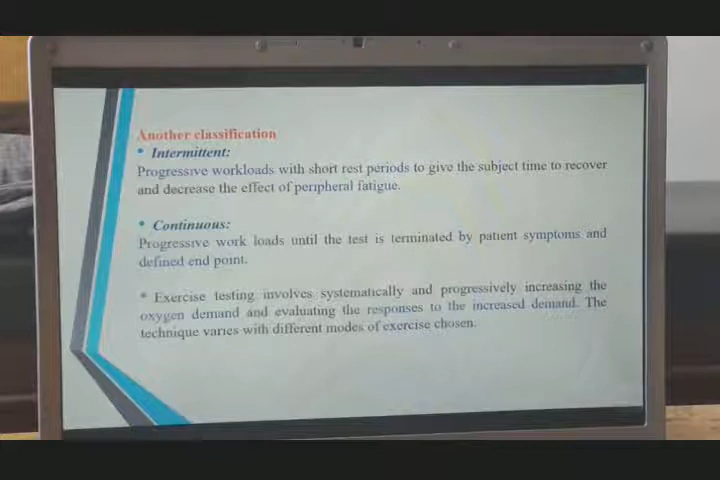 Another classification
• Intermittent:
Progressive workloads with short rest periods to give the subject time to recover
and decrease the effect of peripheral fatigue.
• Continuous:
Progressive work loads until the test is terminated by patient symptoms and
defined end point.
* Exercise testing involves systematically and progressively increasing the
oxygen demand and evaluating the responses to the increased demand. The
technique varies with different modes of exercise chosen.